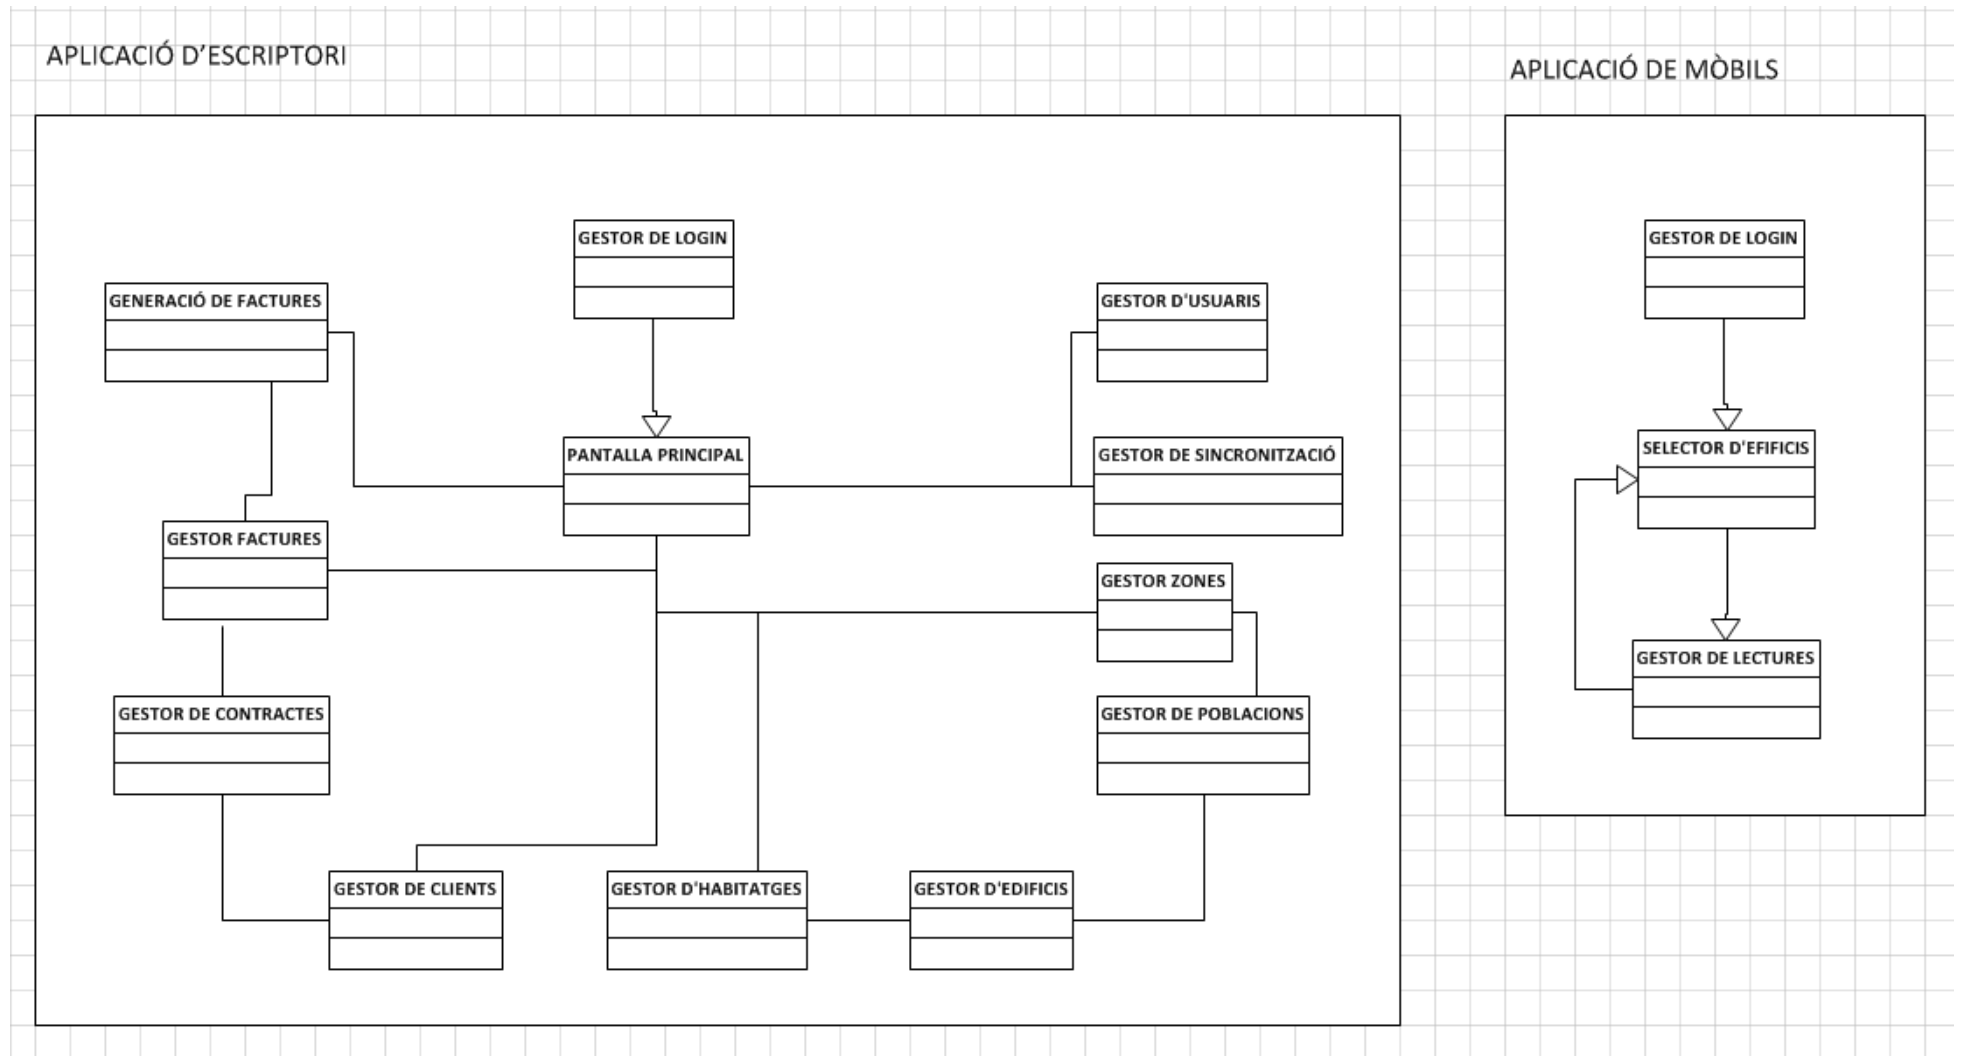 APLICACIÓ D’ESCRIPTORI
APLICACIÓ DE MÒBILS
GESTOR DE LOGIN
GENERACIÓ DE FACTURES
GESTOR D'USUARIS
PANTALLA PRINCIPAL
GESTOR DE SINCRONITZACIÓ
GESTOR FACTURES
GESTOR ZONES
GESTOR DE CONTRACTES
GESTOR DE POBLACIONS
GESTOR DE CLIENTS
GESTOR D'HABITATGES
GESTOR D'EDIFICIS
GESTOR DE LOGIN
SELECTOR D'EFIFICIS
GESTOR DE LECTURES